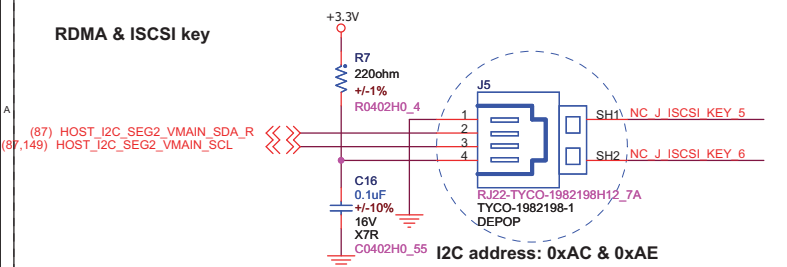 +3.3V
RDMA & ISCSI key
R7
220ohm
+/-1%
R0402H0_4
J5
A
1
2
3
4
SH1
NC_J_ISCSI_KEY_5
(87) HOST_I2C_SEG2_VMAIN_SDA_R
(87,149) HOST_I2C_SEG2_VMAIN_SCL
SH2
NC_J_ISCSI_KEY_6
C16
0.1uF
+/-10%
16V
X7R
C0402H0_55
RJ22-TYCO-1982198H12_7A
TYCO-1982198-1
DEPOP
I2C address: 0xAC & 0xAE